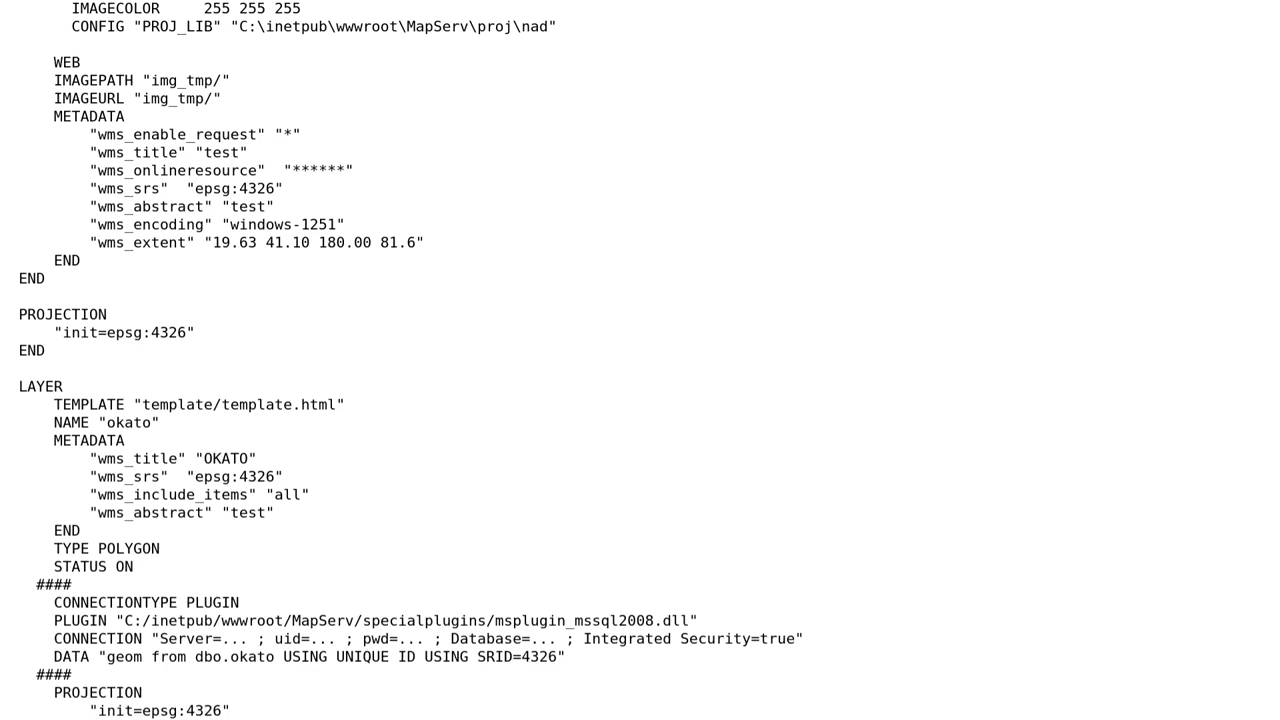 IMAGECOLOR     255 255 255
CONFIG "PROJ_LIB" "C:\inetpub\wwwroot\MapServ\proj\nad"
WEB
IMAGEPATH "img_tmp/"
IMAGEURL "img_tmp/"
METADATA
"wms_enable_request" "*"
"wms_title" "test"
"wms_onlineresource"  "******"
"wms_srs"  "epsg:4326"
"wms_abstract" "test"
"wms_encoding" "windows-1251"
"wms_extent" "19.63 41.10 180.00 81.6"
END
END
PROJECTION
"init=epsg:4326"
END
LAYER
TEMPLATE "template/template.html"
NAME "okato"
METADATA
"wms_title" "OKATO"
"wms_srs"  "epsg:4326"
"wms_include_items" "all"
"wms_abstract" "test"
END
TYPE POLYGON
STATUS ON
####
CONNECTIONTYPE PLUGIN
PLUGIN "C:/inetpub/wwwroot/MapServ/specialplugins/msplugin_mssql2008.dll"
CONNECTION "Server=... ; uid=... ; pwd=... ; Database=... ; Integrated Security=true"
DATA "geom from dbo.okato USING UNIQUE ID USING SRID=4326"
####
PROJECTION
"init=epsg:4326"